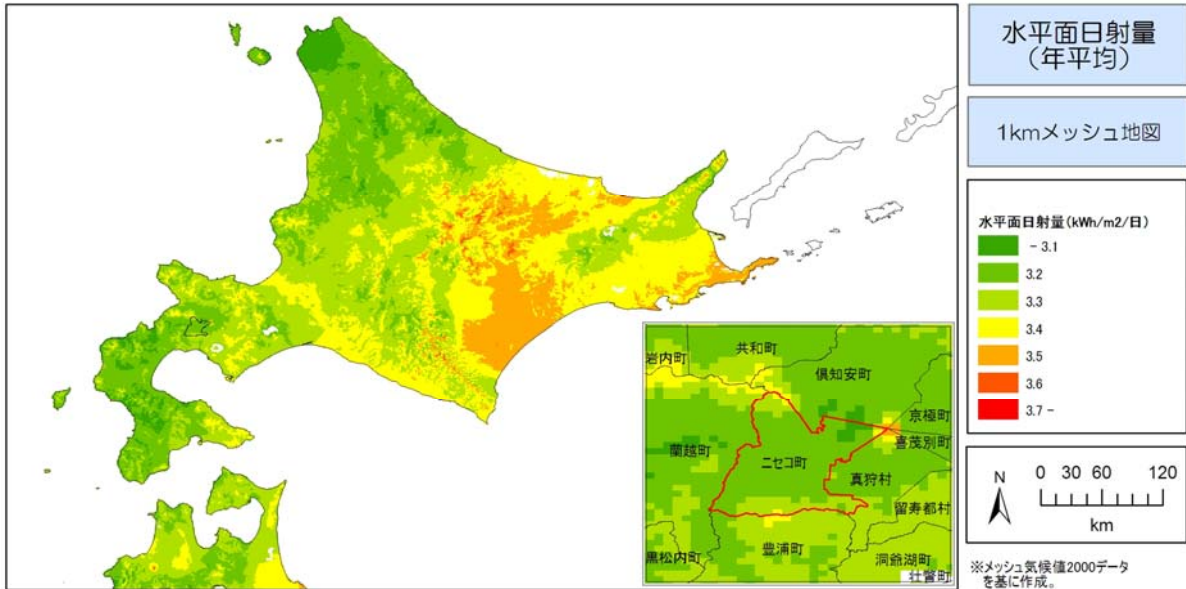 水平面日射量
（年平均）
1kmメッシュ地図
水平面日射量(kWh/m2/日)
- 3.1
3.2
3.3
3.4
3.5
3.6
3.7 -
N
0 30 60 120
km
※メッシュ気候値2000データ
を基に作成。
岩内町
共和町
倶知安町
京極町
喜茂別町
蘭越町
ニセコ町
真狩村
留寿都村
黒松内町
豊浦町
洞爺湖町
壮瞥町